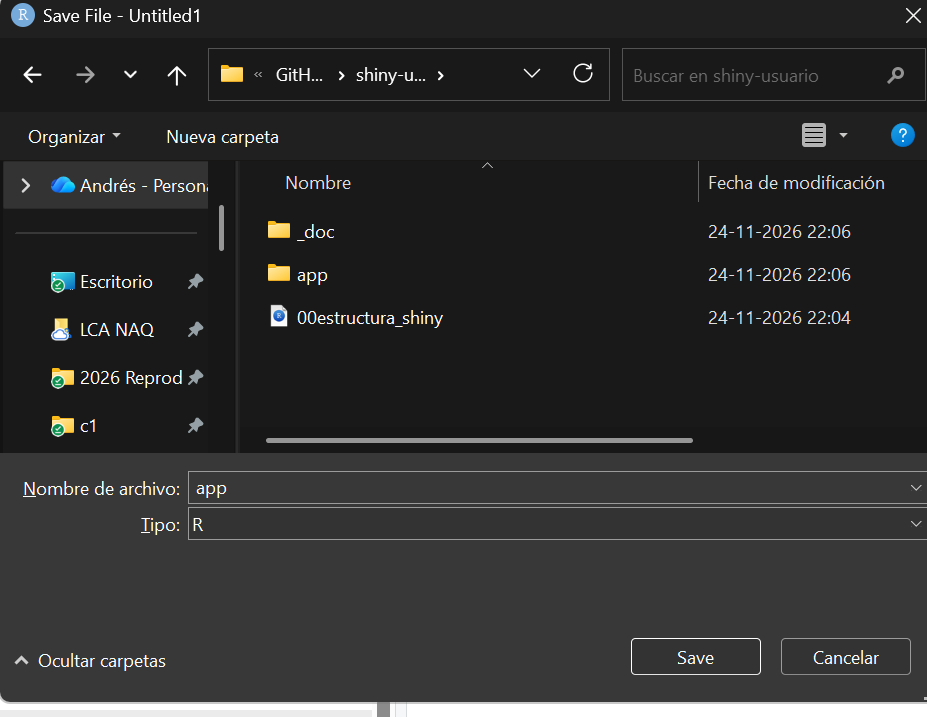 R Save File - Untitled1
« GitH... › shiny-u... ›
Buscar en shiny-usuario
Organizar
Nueva carpeta
?
Andrés - Persona
Nombre
Fecha de modificación
_doc
24-11-2026 22:06
app
24-11-2026 22:06
00estructura_shiny
24-11-2026 22:04
Escritorio
LCA NAQ
2026 Reprod
c1
Nombre de archivo: app
Tipo: R
Ocultar carpetas
Save
Cancelar